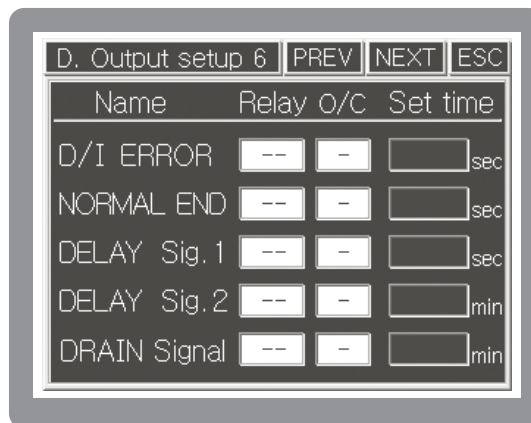 D. Output setup 6 PREV NEXT ESC
Name Relay O/C Set time
D/I ERROR -- - sec
NORMAL END -- - sec
DELAY Sig.1 -- - sec
DELAY Sig.2 -- - min
DRAIN Signal -- - min